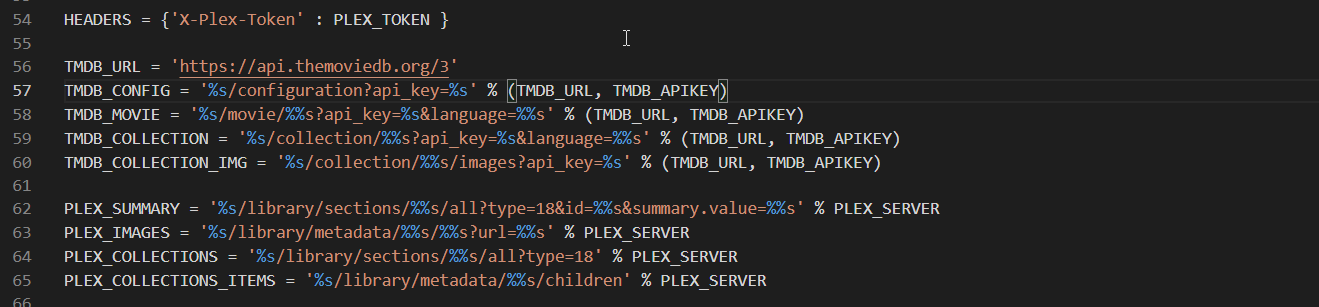 54 HEADERS = {'X-Plex-Token' : PLEX_TOKEN }
55
56 TMDB_URL = 'https://api.themoviedb.org/3'
57 TMDB_CONFIG = '%s/configuration?api_key=%s' % (TMDB_URL, TMDB_APIKEY)
58 TMDB_MOVIE = '%s/movie/%%s?api_key=%s&language=%%s' % (TMDB_URL, TMDB_APIKEY)
59 TMDB_COLLECTION = '%s/collection/%%s?api_key=%s&language=%%s' % (TMDB_URL, TMDB_APIKEY)
60 TMDB_COLLECTION_IMG = '%s/collection/%%s/images?api_key=%s' % (TMDB_URL, TMDB_APIKEY)
61
62 PLEX_SUMMARY = '%s/library/sections/%%s/all?type=18&id=%%s&summary.value=%%s' % PLEX_SERVER
63 PLEX_IMAGES = '%s/library/metadata/%%s/%%s?url=%%s' % PLEX_SERVER
64 PLEX_COLLECTIONS = '%s/library/sections/%%s/all?type=18' % PLEX_SERVER
65 PLEX_COLLECTIONS_ITEMS = '%s/library/metadata/%%s/children' % PLEX_SERVER